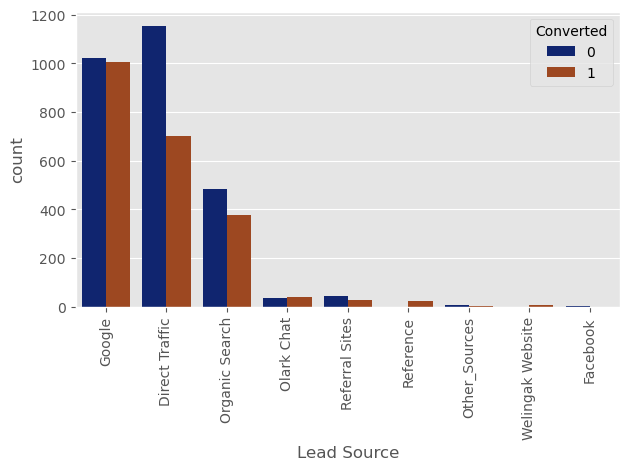 Converted
0
1
count
1200
1000
800
600
400
200
0
Google
Direct Traffic
Organic Search
Olark Chat
Referral Sites
Reference
Other_Sources
Welingak Website
Facebook
Lead Source